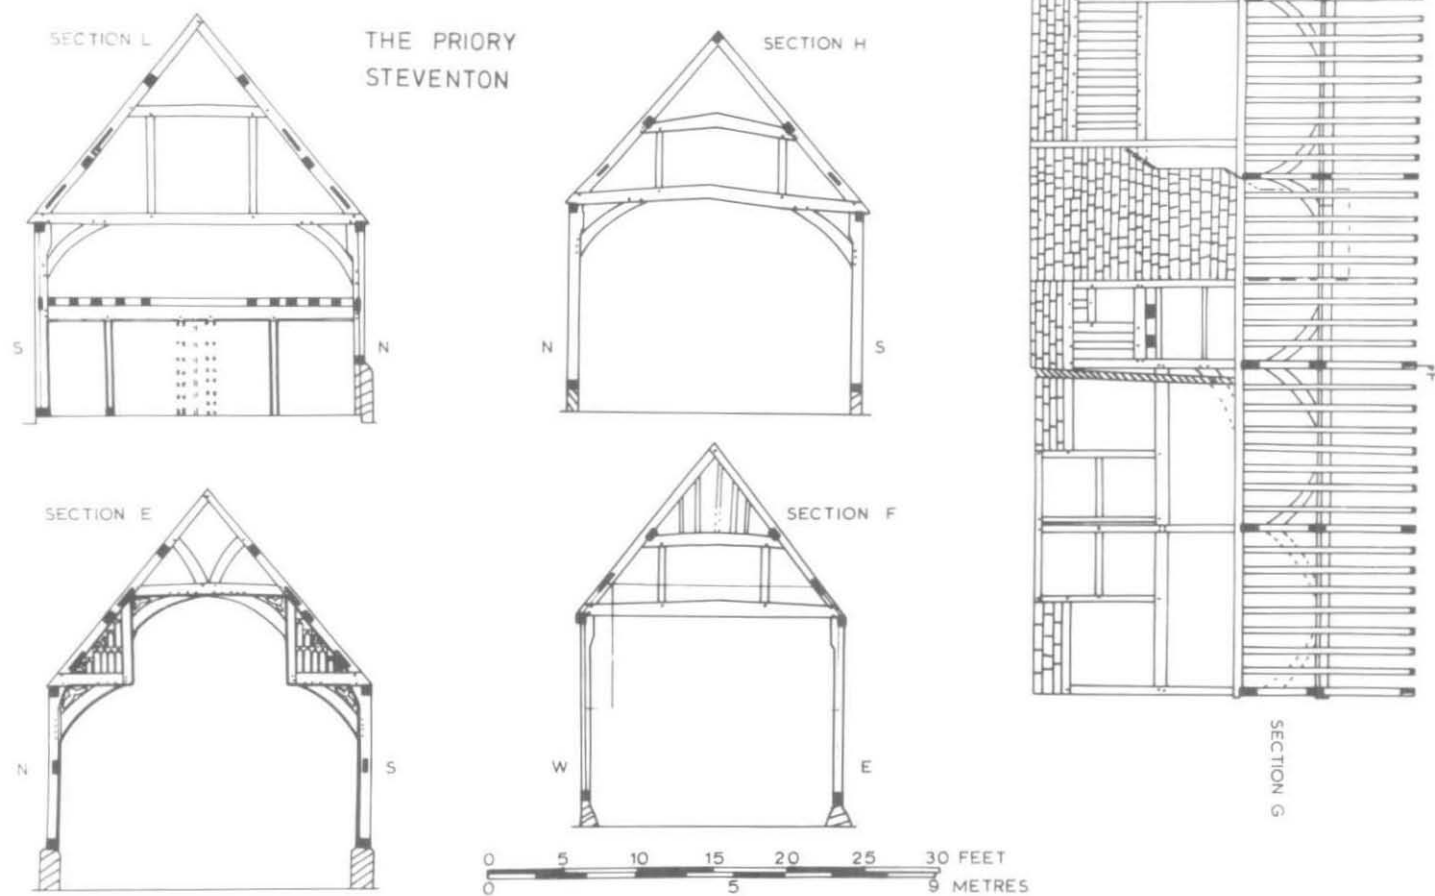 SECTION L
THE PRIORY
STEVENTON
SECTION H
S
N
N
S
SECTION E
SECTION F
N
S
W
E
SECTION G
0 5 10 15 20 25 30 FEET
0 5 9 METRES